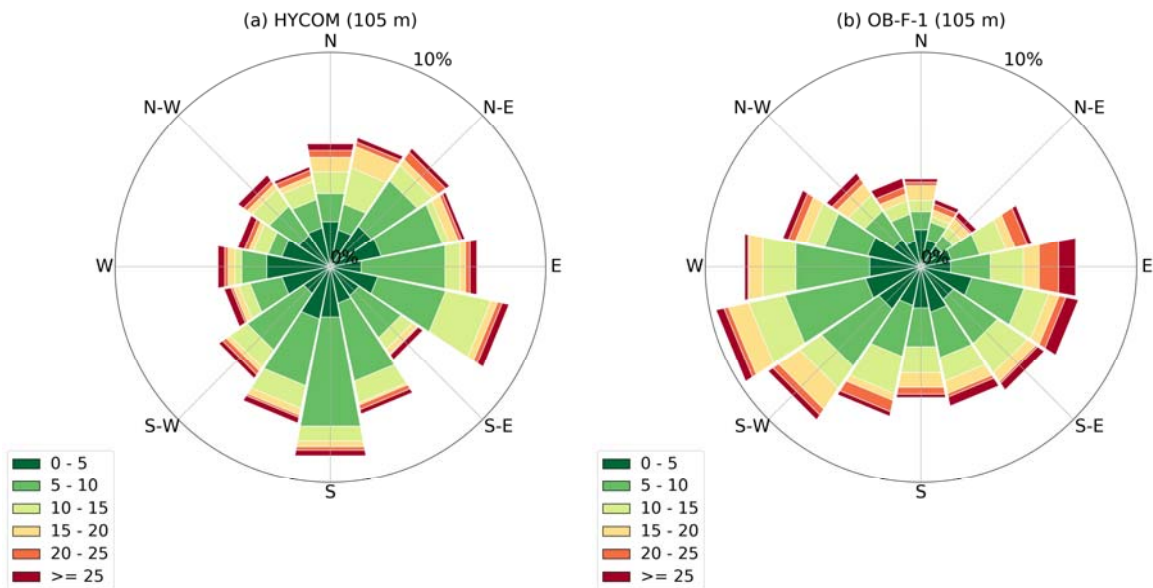 (a) HYCOM (105 m)
N
10%
N-W
N-E
W
0%
E
S-W
S-E
S
0 - 5
5 - 10
10 - 15
15 - 20
20 - 25
>= 25
(b) OB-F-1 (105 m)
N
10%
N-W
N-E
W
0%
E
S-W
S-E
S
0 - 5
5 - 10
10 - 15
15 - 20
20 - 25
>= 25